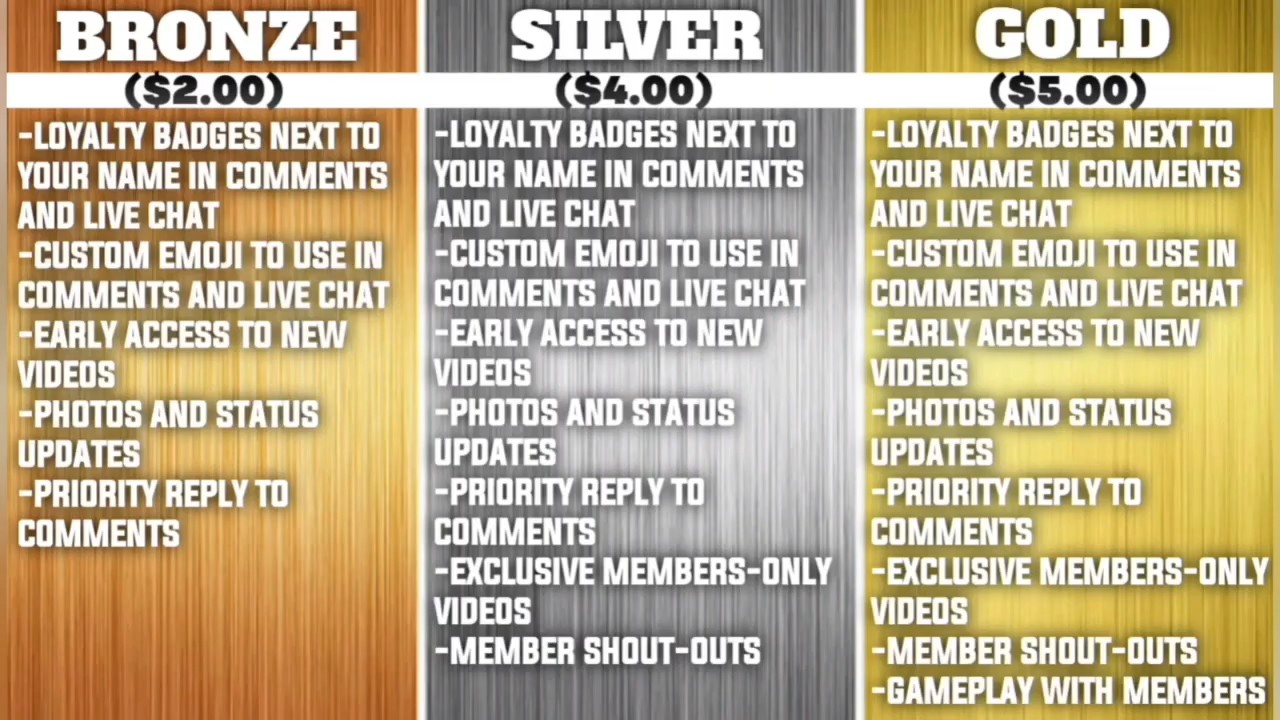 BRONZE
($2.00)
-LOYALTY BADGES NEXT TO
YOUR NAME IN COMMENTS
AND LIVE CHAT
-CUSTOM EMOJI TO USE IN
COMMENTS AND LIVE CHAT
-EARLY ACCESS TO NEW
VIDEOS
-PHOTOS AND STATUS
UPDATES
-PRIORITY REPLY TO
COMMENTS
SILVER
($4.00)
-LOYALTY BADGES NEXT TO
YOUR NAME IN COMMENTS
AND LIVE CHAT
-CUSTOM EMOJI TO USE IN
COMMENTS AND LIVE CHAT
-EARLY ACCESS TO NEW
VIDEOS
-PHOTOS AND STATUS
UPDATES
-PRIORITY REPLY TO
COMMENTS
-EXCLUSIVE MEMBERS-ONLY
VIDEOS
-MEMBER SHOUT-OUTS
GOLD
($5.00)
-LOYALTY BADGES NEXT TO
YOUR NAME IN COMMENTS
AND LIVE CHAT
-CUSTOM EMOJI TO USE IN
COMMENTS AND LIVE CHAT
-EARLY ACCESS TO NEW
VIDEOS
-PHOTOS AND STATUS
UPDATES
-PRIORITY REPLY TO
COMMENTS
-EXCLUSIVE MEMBERS-ONLY
VIDEOS
-MEMBER SHOUT-OUTS
-GAMEPLAY WITH MEMBERS